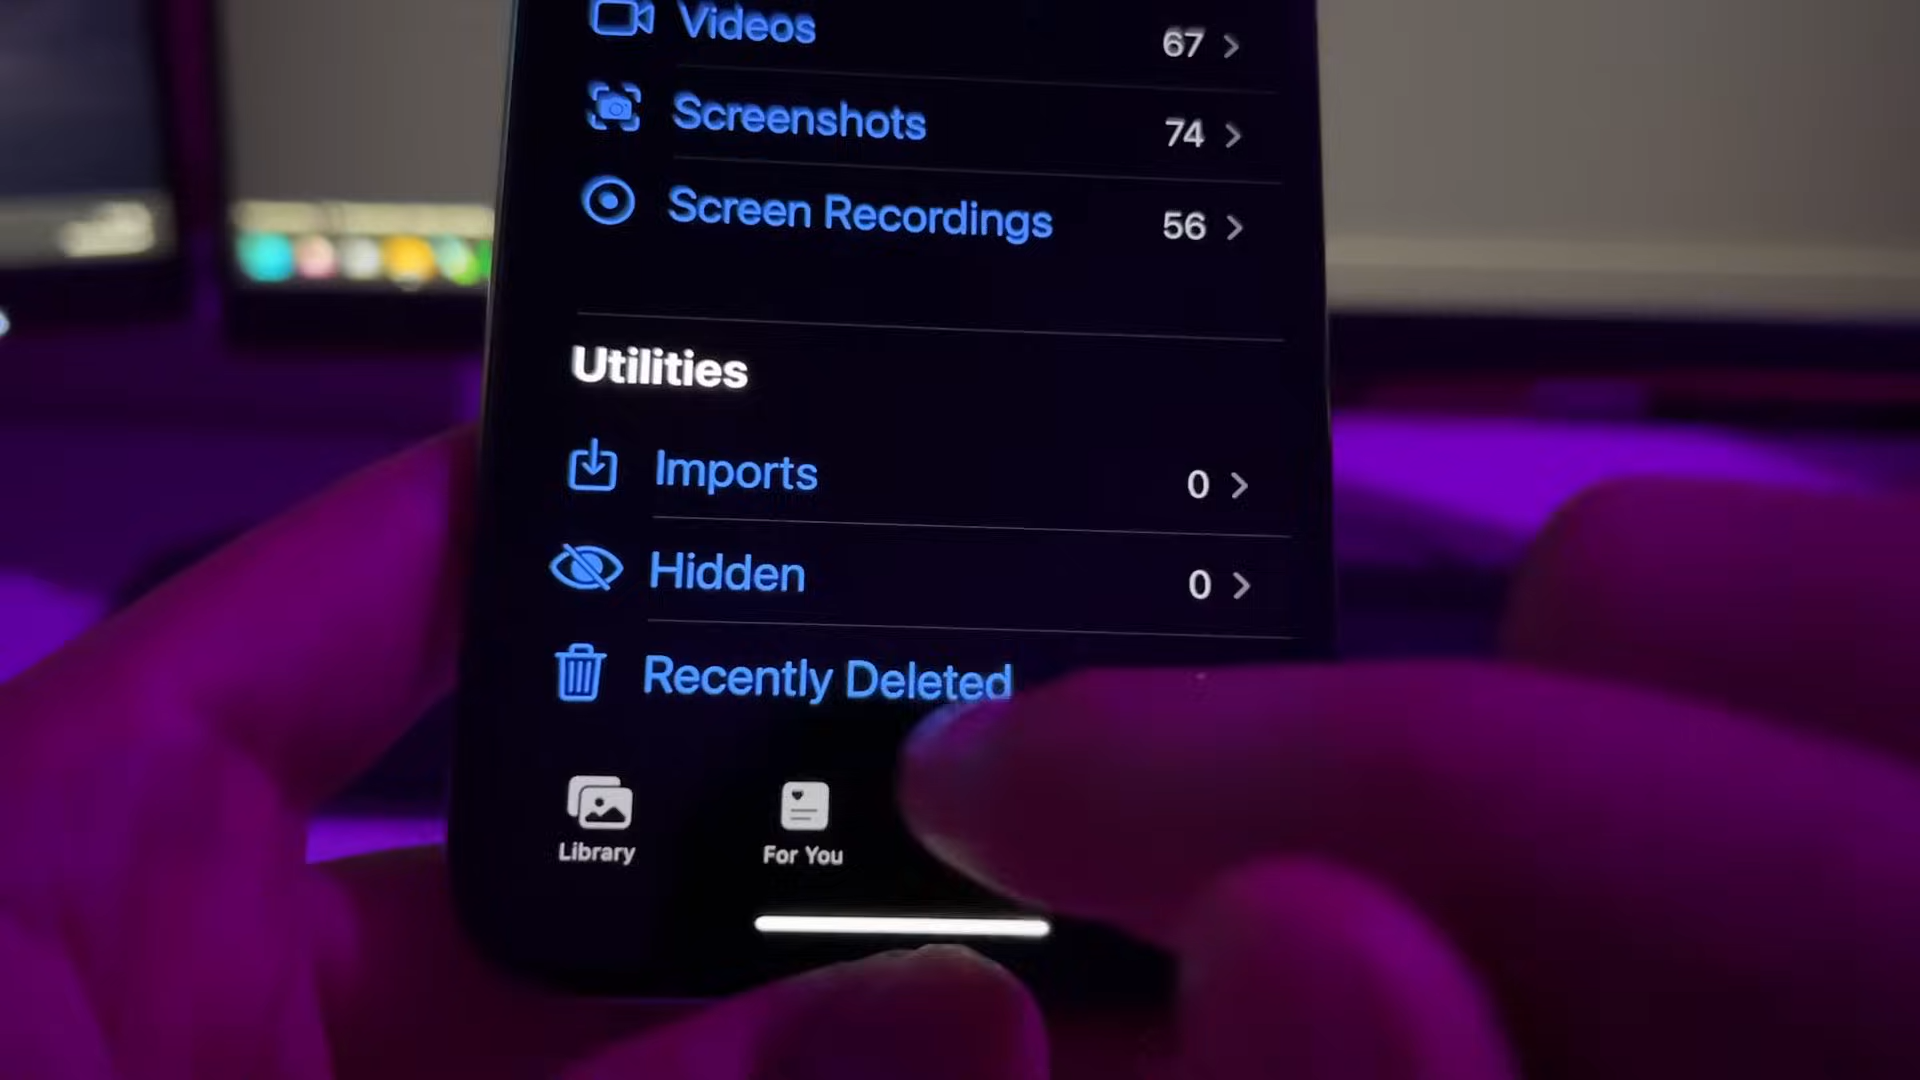 Videos 67
Screenshots 74
Screen Recordings 56
Utilities
Imports 0
Hidden 0
Recently Deleted
Library For You